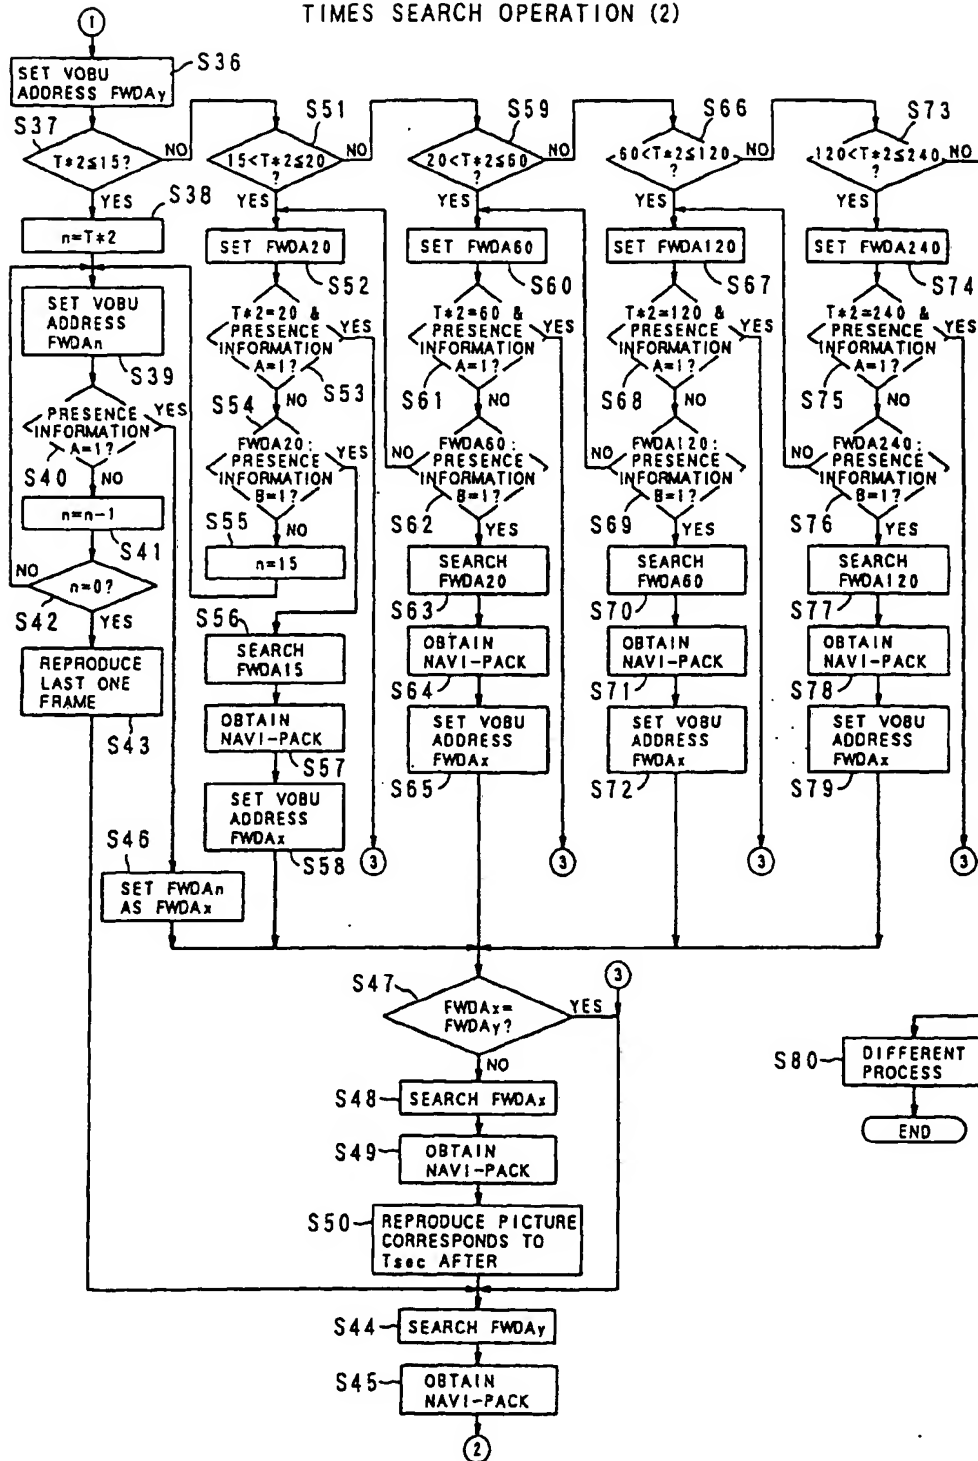 TIMES SEARCH OPERATION (2)
1
S36
SET VOBU
ADDRESS FWDAy
S37
T*2≤15?
NO
YES
S38
n=T*2
SET VOBU
ADDRESS
FWDAn
S39
PRESENCE
INFORMATION
A=1?
YES
S40
NO
n=n-1
S41
NO
n=0?
S42
YES
REPRODUCE
LAST ONE
FRAME
S43
S46
SET FWDAn
AS FWDAx
S51
15<T*2≤20
?
NO
YES
SET FWDA20
S52
T*2=20 &
PRESENCE
INFORMATION
A=1?
YES
S53
S54
NO
FWDA20:
PRESENCE
INFORMATION
B=1?
YES
S55
NO
n=15
S56
SEARCH
FWDA15
OBTAIN
NAVI-PACK
S57
SET VOBU
ADDRESS
FWDAx
S58
3
S59
20<T*2≤60
?
NO
YES
SET FWDA60
S60
T*2=60 &
PRESENCE
INFORMATION
A=1?
YES
S61
NO
FWDA60:
NO
PRESENCE
INFORMATION
B=1?
S62
YES
SEARCH
FWDA20
S63
OBTAIN
NAVI-PACK
S64
SET VOBU
ADDRESS
FWDAx
S65
3
S66
60<T*2≤120
?
NO
YES
SET FWDA120
S67
T*2=120 &
PRESENCE
INFORMATION
A=1?
YES
S68
NO
FWDA120:
NO
PRESENCE
INFORMATION
B=1?
S69
YES
SEARCH
FWDA60
S70
OBTAIN
NAVI-PACK
S71
SET VOBU
ADDRESS
FWDAx
S72
3
S73
120<T*2≤240
?
NO
YES
SET FWDA240
S74
T*2=240 &
PRESENCE
INFORMATION
A=1?
YES
S75
NO
FWDA240:
NO
PRESENCE
INFORMATION
B=1?
S76
YES
SEARCH
FWDA120
S77
OBTAIN
NAVI-PACK
S78
SET VOBU
ADDRESS
FWDAx
S79
3
S47
FWDAx=
FWDAy?
YES
3
NO
S48
SEARCH FWDAx
S49
OBTAIN
NAVI-PACK
S50
REPRODUCE PICTURE
CORRESPONDS TO
Tsec AFTER
S44
SEARCH FWDAy
S45
OBTAIN
NAVI-PACK
2
S80
DIFFERENT
PROCESS
END